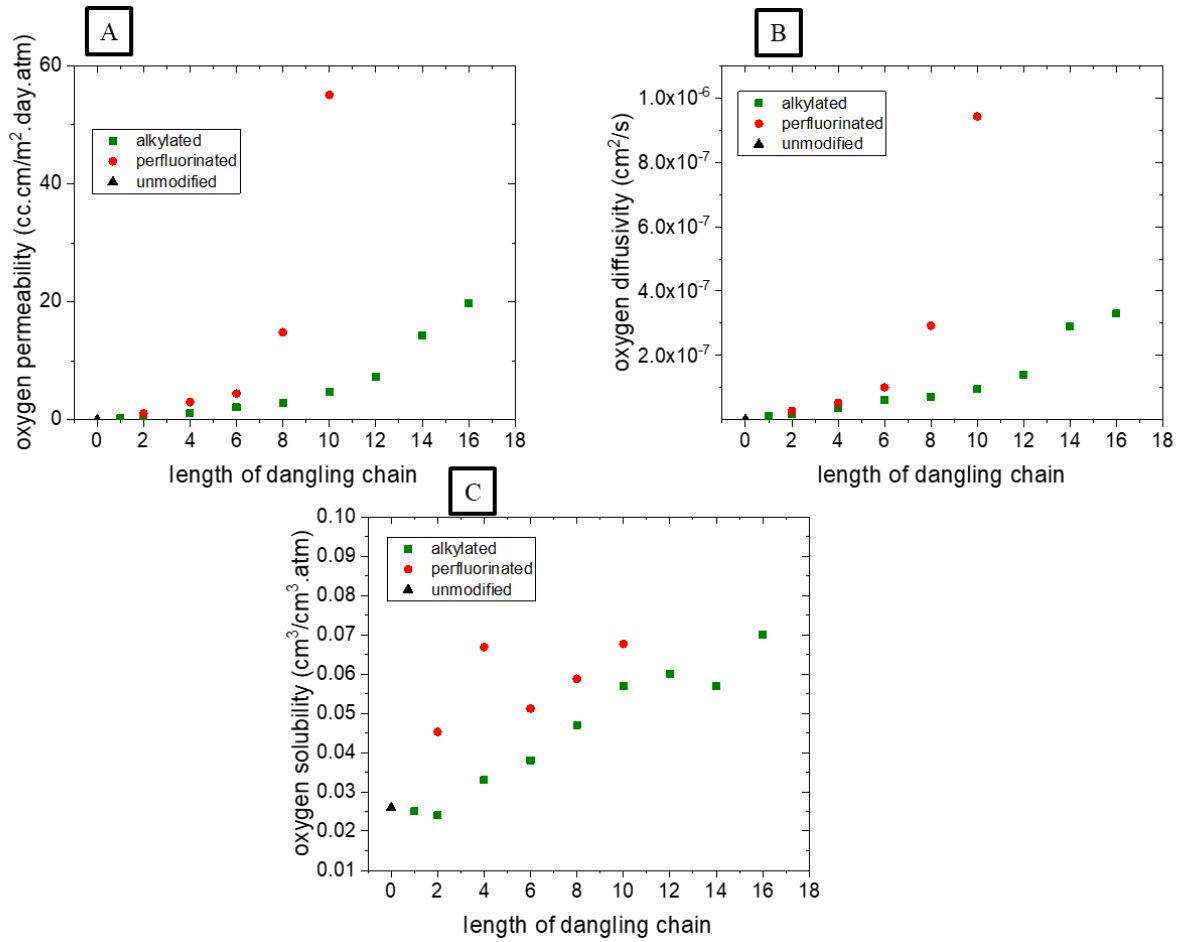 A
60
40
20
0
oxygen permeability (cc.cm/m².day.atm)
alkylated
perfluorinated
unmodified
0 2 4 6 8 10 12 14 16 18
length of dangling chain
B
1.0x10⁻⁶
8.0x10⁻⁷
6.0x10⁻⁷
4.0x10⁻⁷
2.0x10⁻⁷
oxygen diffusivity (cm²/s)
alkylated
perfluorinated
unmodified
0 2 4 6 8 10 12 14 16 18
length of dangling chain
C
0.10
0.09
0.08
0.07
0.06
0.05
0.04
0.03
0.02
0.01
oxygen solubility (cm³/cm³.atm)
alkylated
perfluorinated
unmodified
0 2 4 6 8 10 12 14 16 18
length of dangling chain